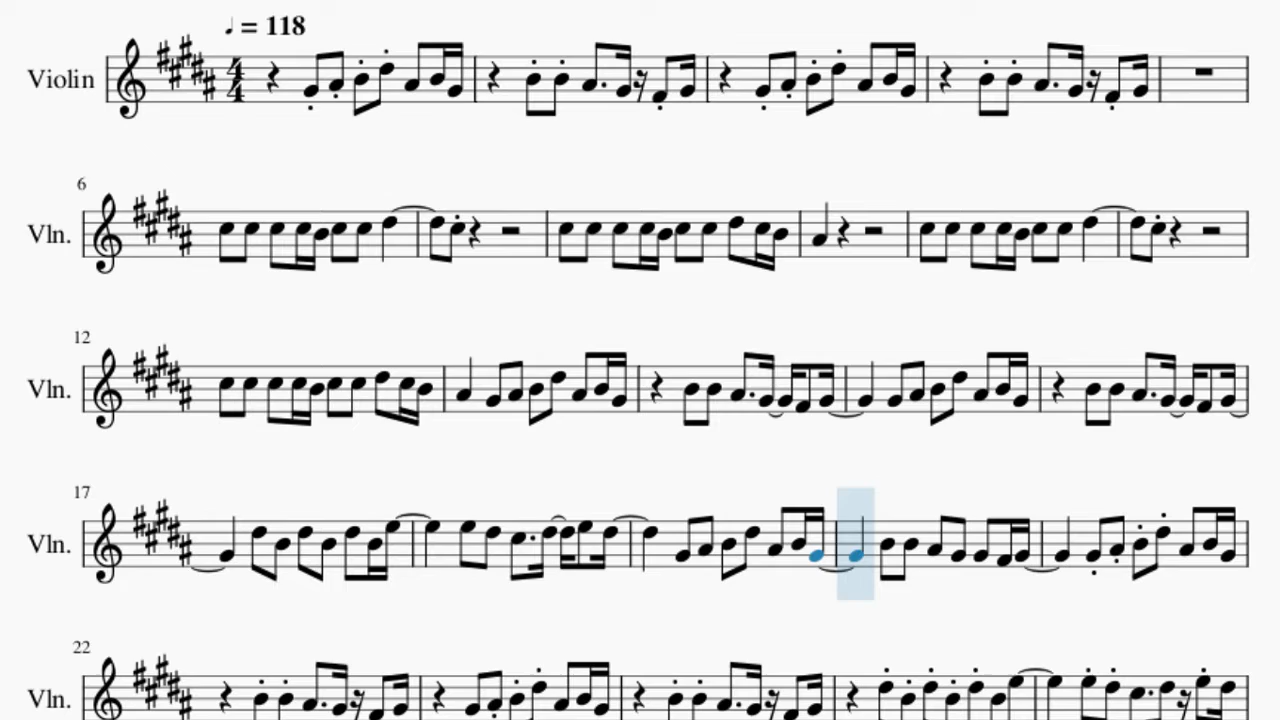 ♩ = 118
Violin
4
4
6
Vln.
12
Vln.
17
Vln.
22
Vln.